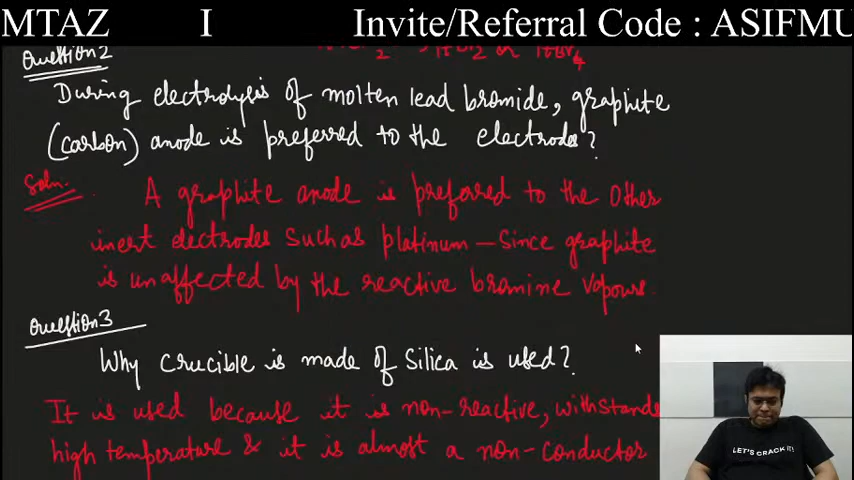 MTAZ I Invite/Referral Code : ASIFMU
Question2
During electrolysis of molten lead bromide, graphite
(carbon) anode is preferred to the electrodes?
Soln.
A graphite anode is preferred to the other
inert electrodes such as platinum – Since graphite
is unaffected by the reactive bromine vapours.
Question3
Why crucible is made of Silica is used?
It is used because it is non-reactive, withstands
high temperature & it is almost a non-conductor
LET'S CRACK IT!